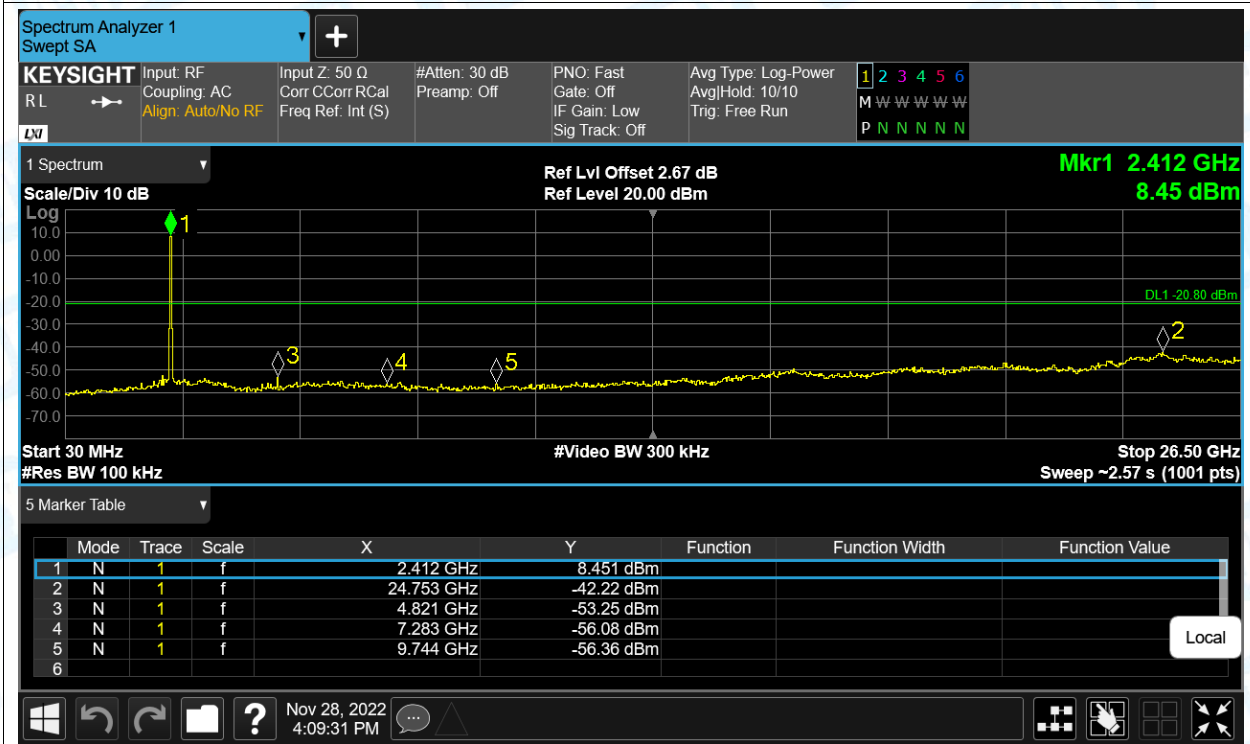 Spectrum Analyzer 1
Swept SA
KEYSIGHT
R L
LXI
Input: RF
Coupling: AC
Align: Auto/No RF
Input Z: 50 Ω
Corr CCorr RCal
Freq Ref: Int (S)
#Atten: 30 dB
Preamp: Off
PNO: Fast
Gate: Off
IF Gain: Low
Sig Track: Off
Avg Type: Log-Power
Avg|Hold: 10/10
Trig: Free Run
1 2 3 4 5 6
M W W W W W
P N N N N N
1 Spectrum
Scale/Div 10 dB
Ref Lvl Offset 2.67 dB
Ref Level 20.00 dBm
Mkr1 2.412 GHz
8.45 dBm
Log
10.0
0.00
-10.0
-20.0
-30.0
-40.0
-50.0
-60.0
-70.0
1
DL1 -20.80 dBm
2
3
4
5
Start 30 MHz
#Res BW 100 kHz
#Video BW 300 kHz
Stop 26.50 GHz
Sweep ~2.57 s (1001 pts)
5 Marker Table
Mode Trace Scale X Y Function Function Width Function Value
1 N 1 f 2.412 GHz 8.451 dBm
2 N 1 f 24.753 GHz -42.22 dBm
3 N 1 f 4.821 GHz -53.25 dBm
4 N 1 f 7.283 GHz -56.08 dBm
5 N 1 f 9.744 GHz -56.36 dBm
6
Local
?
Nov 28, 2022
4:09:31 PM